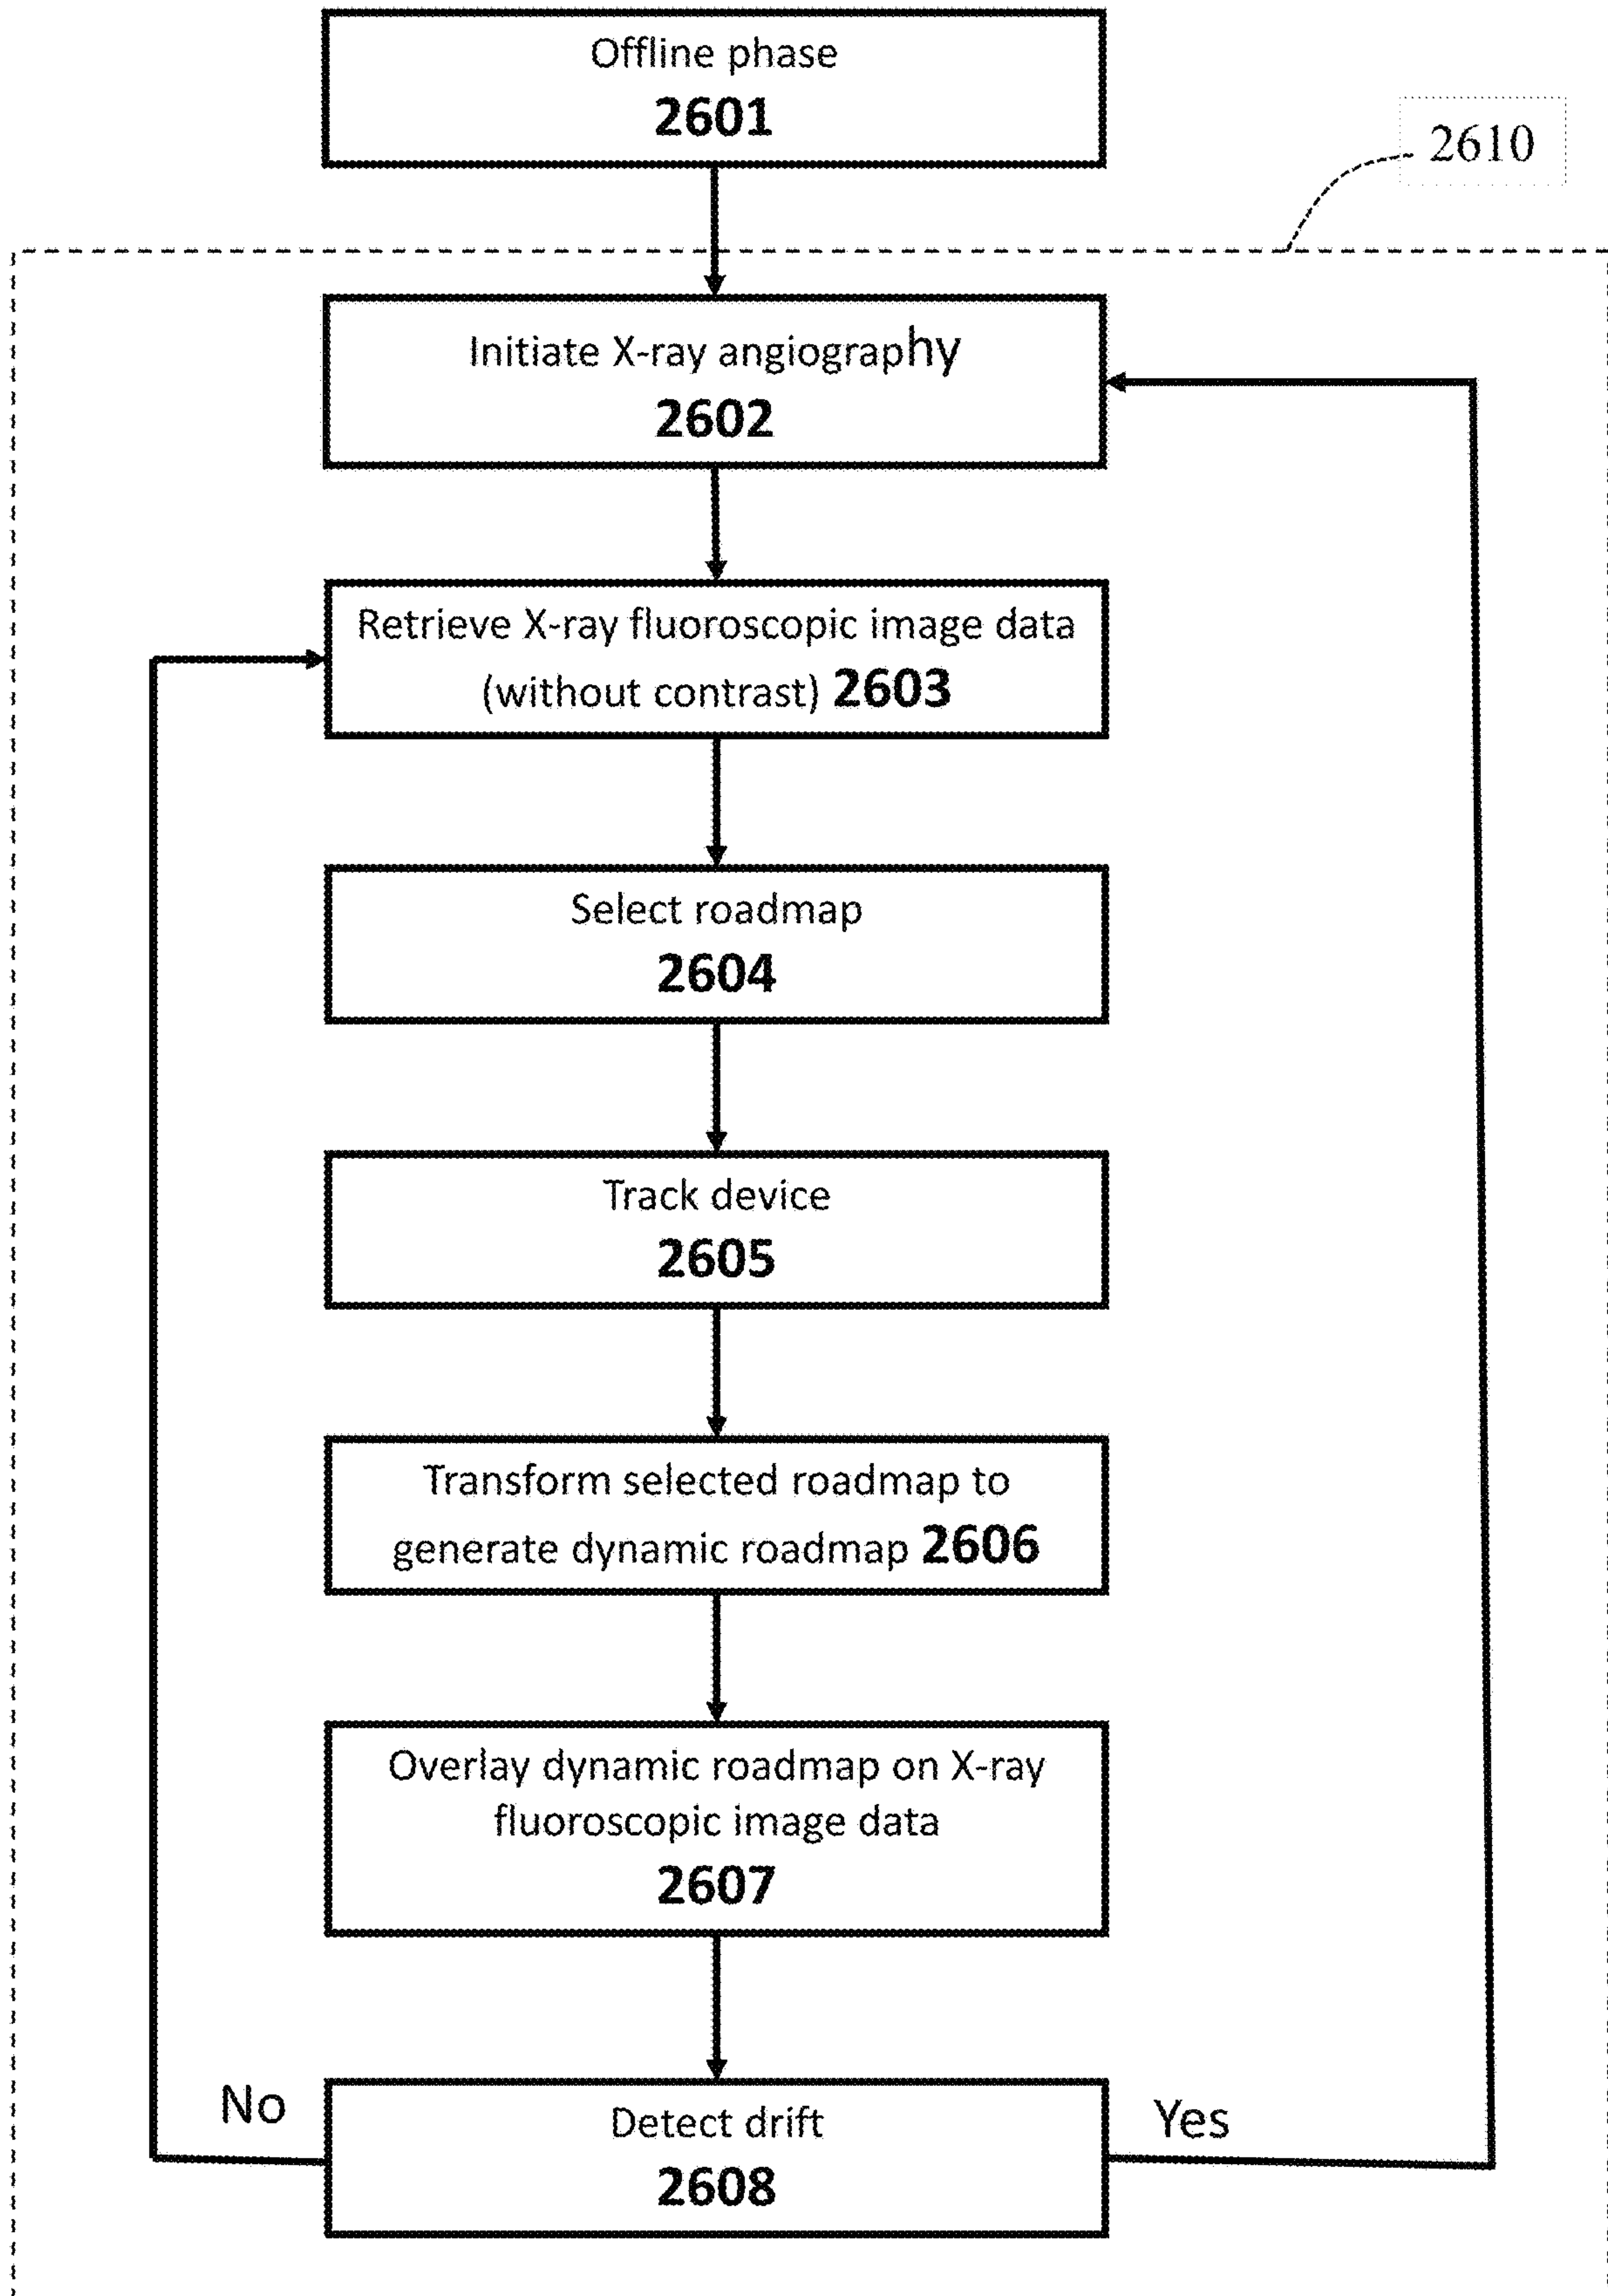 Offline phase
2601
2610
Initiate X-ray angiography
2602
Retrieve X-ray fluoroscopic image data
(without contrast) 2603
Select roadmap
2604
Track device
2605
Transform selected roadmap to
generate dynamic roadmap 2606
Overlay dynamic roadmap on X-ray
fluoroscopic image data
2607
No
Yes
Detect drift
2608